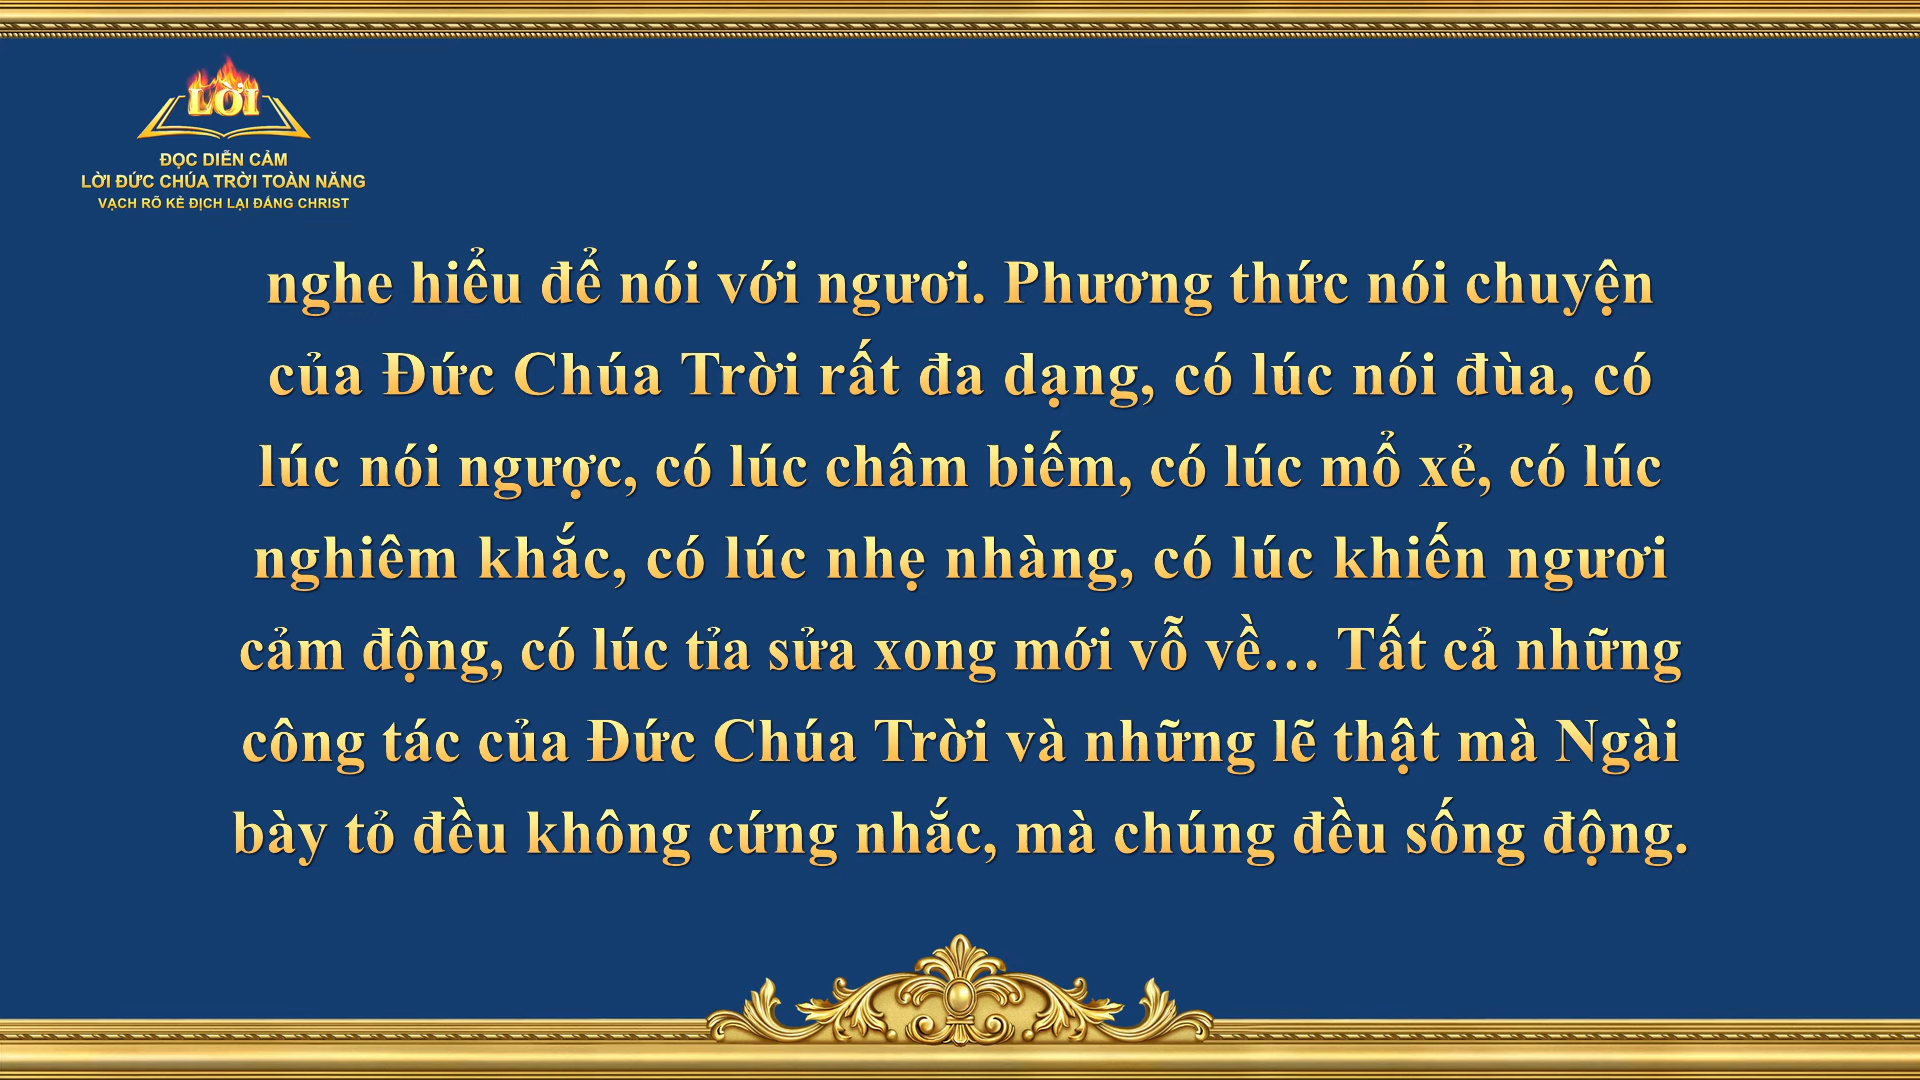 LỜI
ĐỌC DIỄN CẢM
LỜI ĐỨC CHÚA TRỜI TOÀN NĂNG
VẠCH RÕ KẺ ĐỊCH LẠI ĐẤNG CHRIST
nghe hiểu để nói với ngươi. Phương thức nói chuyện
của Đức Chúa Trời rất đa dạng, có lúc nói đùa, có
lúc nói ngược, có lúc châm biếm, có lúc mổ xẻ, có lúc
nghiêm khắc, có lúc nhẹ nhàng, có lúc khiến ngươi
cảm động, có lúc tỉa sửa xong mới vỗ về… Tất cả những
công tác của Đức Chúa Trời và những lẽ thật mà Ngài
bày tỏ đều không cứng nhắc, mà chúng đều sống động.